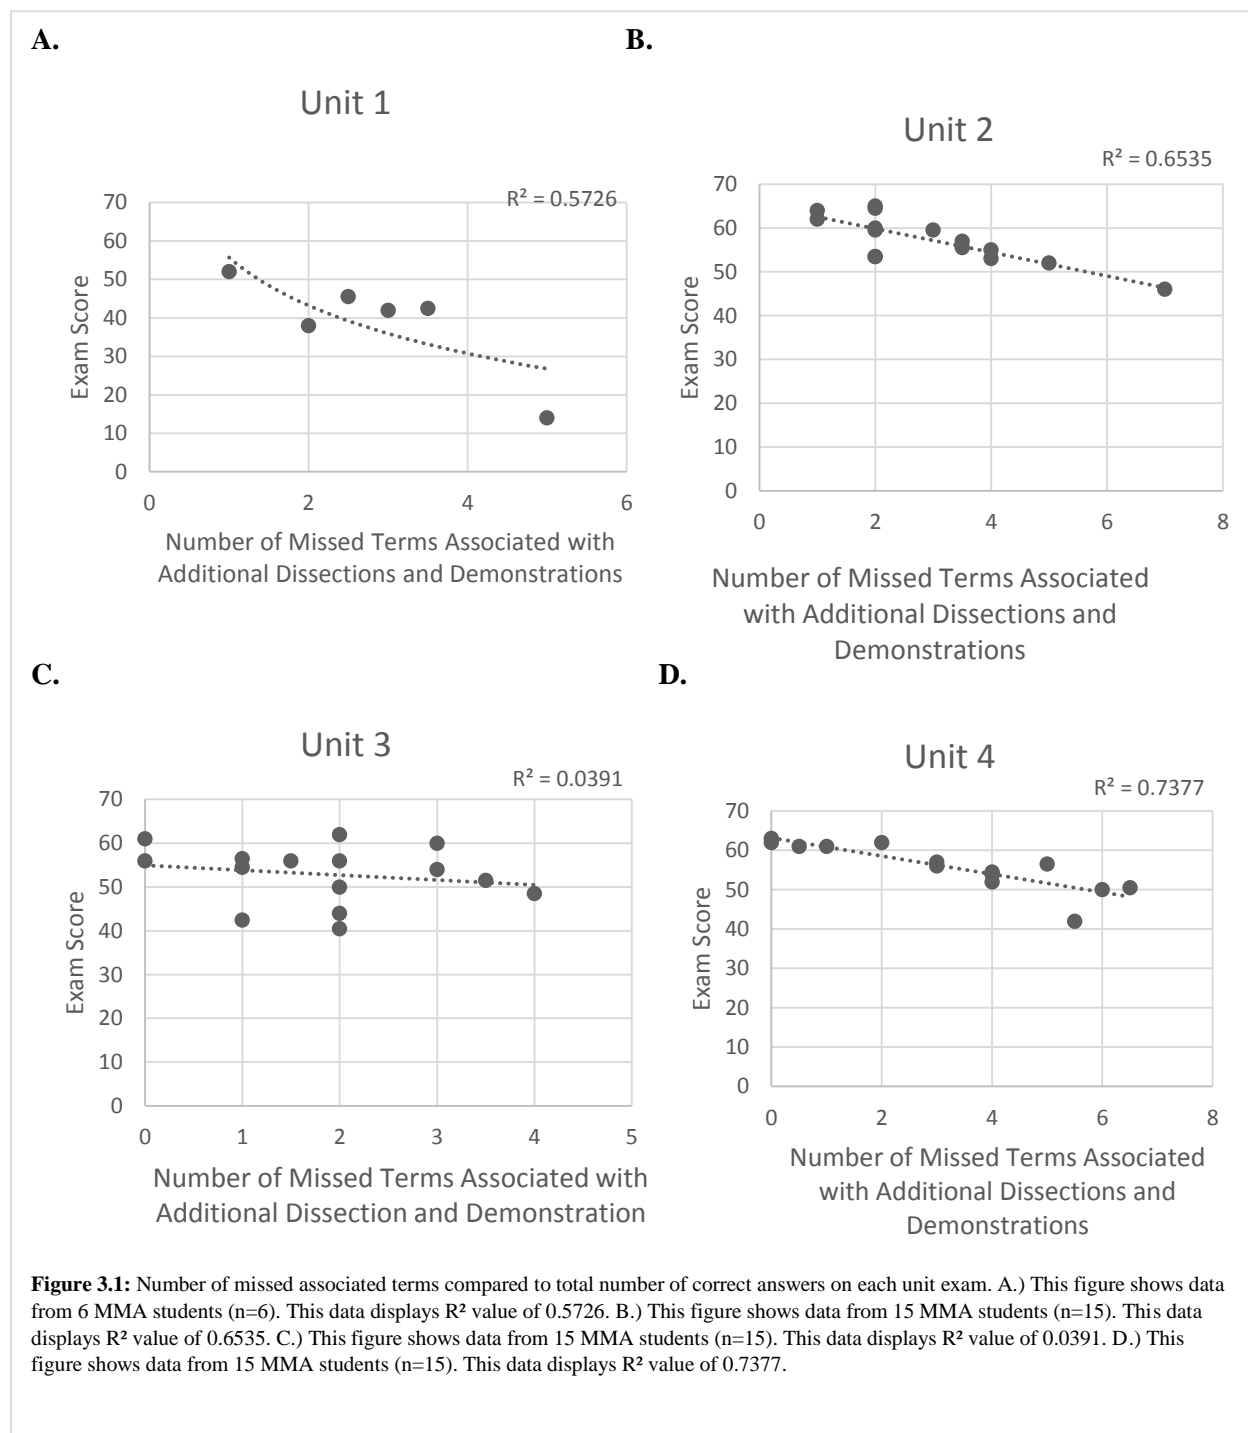 A.
B.
Unit 1
R² = 0.5726
70
60
50
40
30
20
10
0
0
2
4
6
Exam Score
Number of Missed Terms Associated with
Additional Dissections and Demonstrations
Unit 2
R² = 0.6535
70
60
50
40
30
20
10
0
0
2
4
6
8
Exam Score
Number of Missed Terms Associated
with Additional Dissections and
Demonstrations
C.
D.
Unit 3
R² = 0.0391
70
60
50
40
30
20
10
0
0
1
2
3
4
5
Exam Score
Number of Missed Terms Associated with
Additional Dissection and Demonstration
Unit 4
R² = 0.7377
70
60
50
40
30
20
10
0
0
2
4
6
8
Exam Score
Number of Missed Terms Associated
with Additional Dissections and
Demonstrations
Figure 3.1: Number of missed associated terms compared to total number of correct answers on each unit exam. A.) This figure shows data
from 6 MMA students (n=6). This data displays R² value of 0.5726. B.) This figure shows data from 15 MMA students (n=15). This data
displays R² value of 0.6535. C.) This figure shows data from 15 MMA students (n=15). This data displays R² value of 0.0391. D.) This
figure shows data from 15 MMA students (n=15). This data displays R² value of 0.7377.